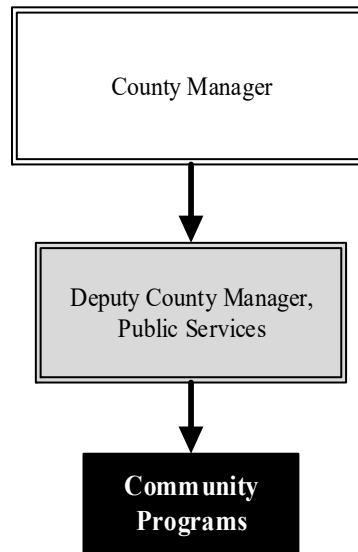 County Manager
Deputy County Manager,
Public Services
Community
Programs